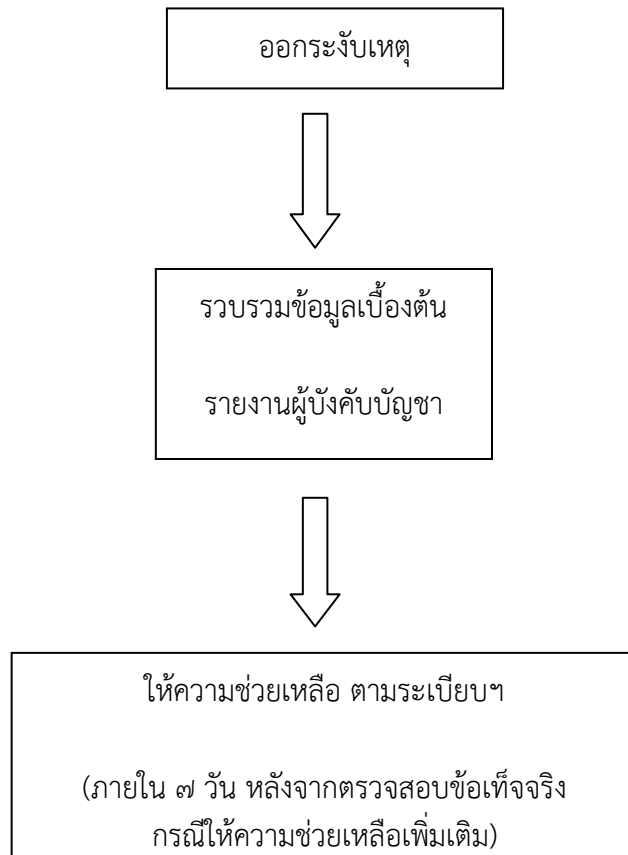 ออกระงับเหตุ
รวบรวมข้อมูลเบื้องต้น
รายงานผู้บังคับบัญชา
ให้ความช่วยเหลือ ตามระเบียบฯ
(ภายใน ๗ วัน หลังจากตรวจสอบข้อเท็จจริง
กรณีให้ความช่วยเหลือเพิ่มเติม)